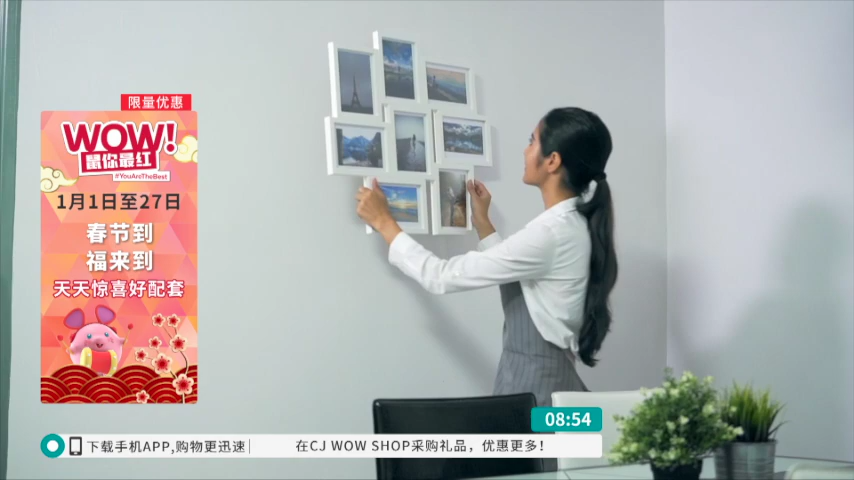 限量优惠
WOW!
鼠你最红
#YouAreTheBest
1月1日至27日
春节到
福来到
天天惊喜好配套
08:54
下载手机APP,购物更迅速 在CJ WOW SHOP采购礼品，优惠更多!